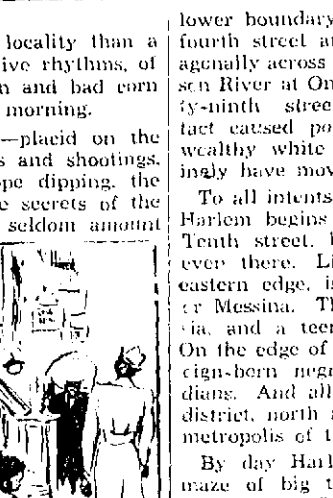 locality than a
ive rhythms, of
n and bad corn
morning.
—placid on the
s and shootings,
pe dipping, the
e secrets of the
seldom amount
lower boundary
fourth street a
agonally across
sen River at On
ty-ninth stree
tact caused po
wealthy white
ingly have mov
To all intents
Harlem begins
Tenth street,
even there. Li
eastern edge, i
er Messina. Th
ia, and a teen
On the edge of
eign-born negr
dians. And all
district, north
metropolis of t
By day Harl
maze of big t